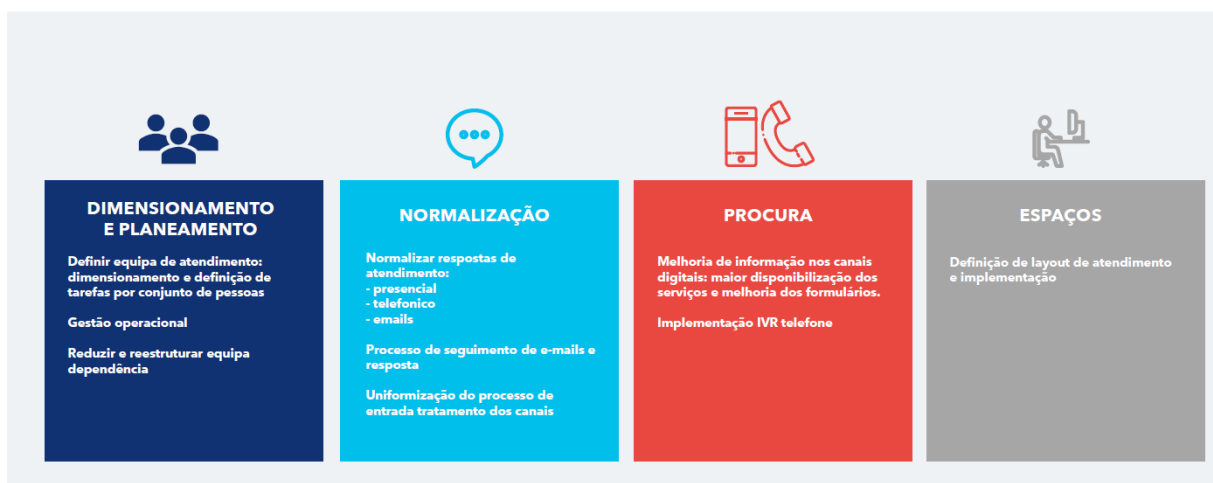 DIMENSIONAMENTO
E PLANEAMENTO
Definir equipa de atendimento:
dimensionamento e definição de
tarefas por conjunto de pessoas
Gestão operacional
Reduzir e reestruturar equipa
dependência
NORMALIZAÇÃO
Normalizar respostas de
atendimento:
- presencial
- telefonico
- emails
Processo de seguimento de e-mails e
resposta
Uniformização do processo de
entrada tratamento dos canais
PROCURA
Melhoria de informação nos canais
digitais: maior disponibilização dos
serviços e melhoria dos formulários.
Implementação IVR telefone
ESPAÇOS
Definição de layout de atendimento
e implementação